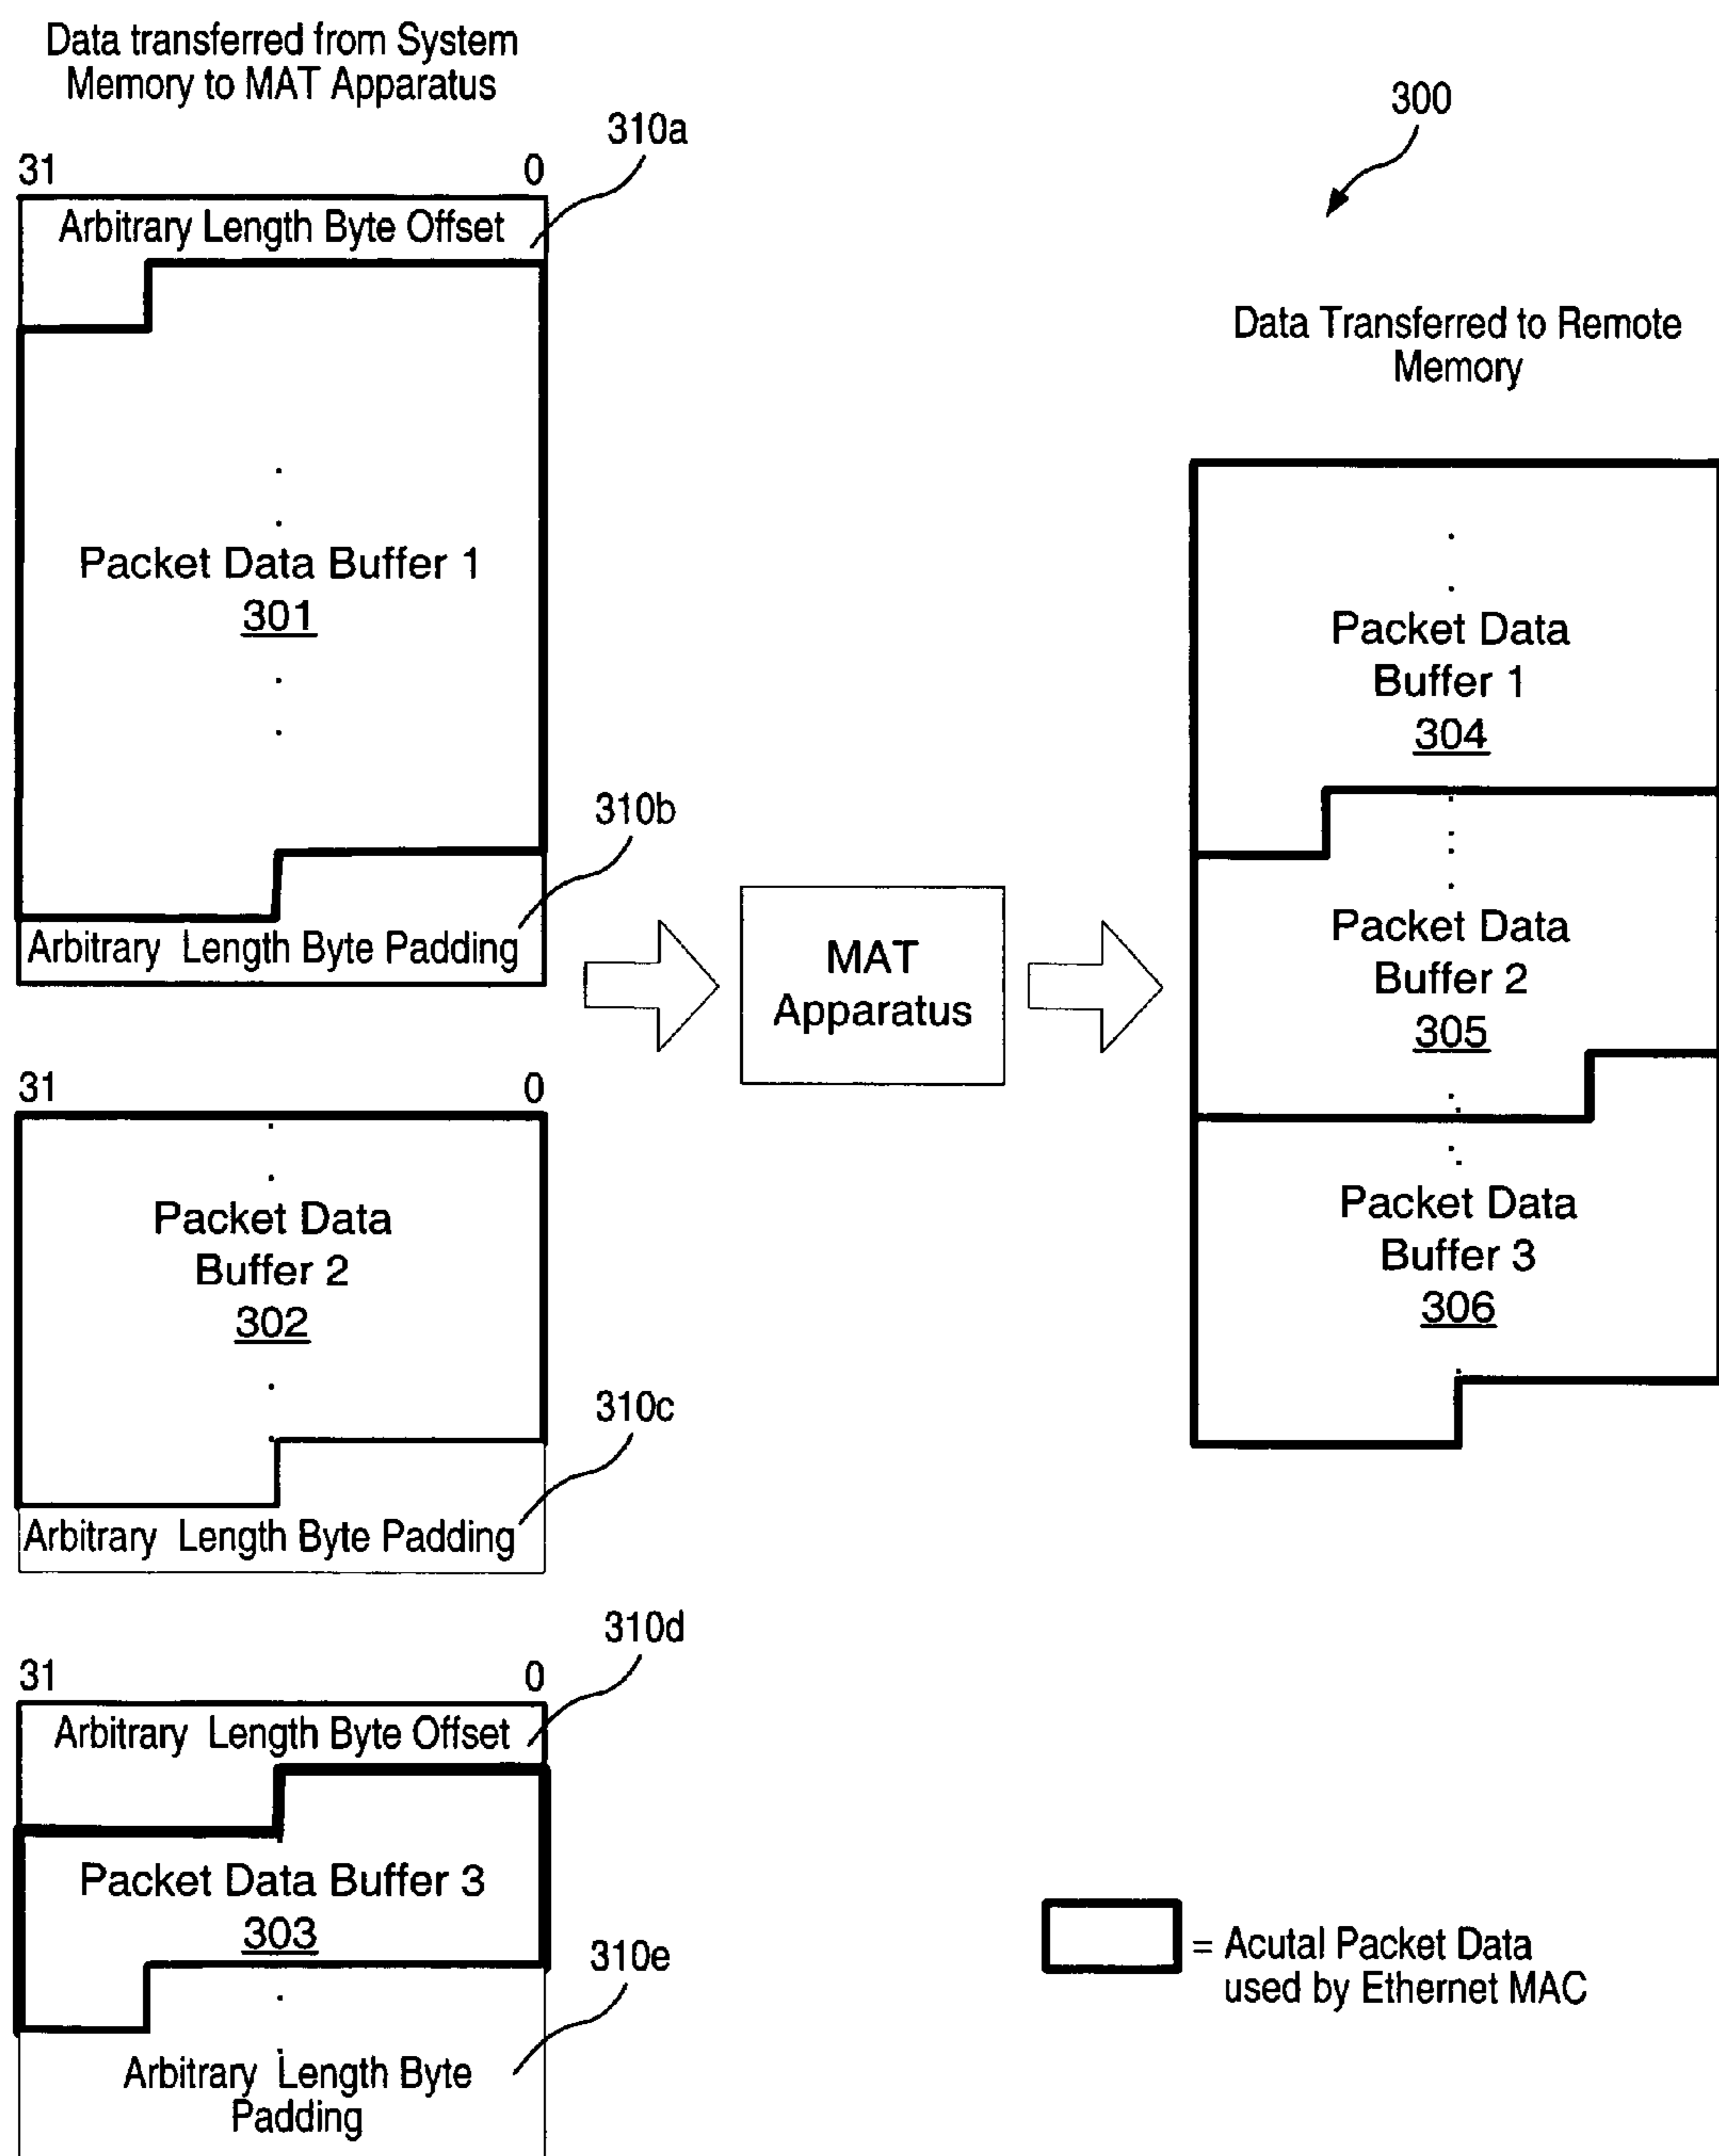 Data transferred from System
Memory to MAT Apparatus
310a
31 0
Arbitrary Length Byte Offset
Packet Data Buffer 1
301
310b
Arbitrary Length Byte Padding
31 0
Packet Data
Buffer 2
302
310c
Arbitrary Length Byte Padding
310d
31 0
Arbitrary Length Byte Offset
Packet Data Buffer 3
303
310e
Arbitrary Length Byte
Padding
MAT
Apparatus
300
Data Transferred to Remote
Memory
Packet Data
Buffer 1
304
Packet Data
Buffer 2
305
Packet Data
Buffer 3
306
= Acutal Packet Data
used by Ethernet MAC